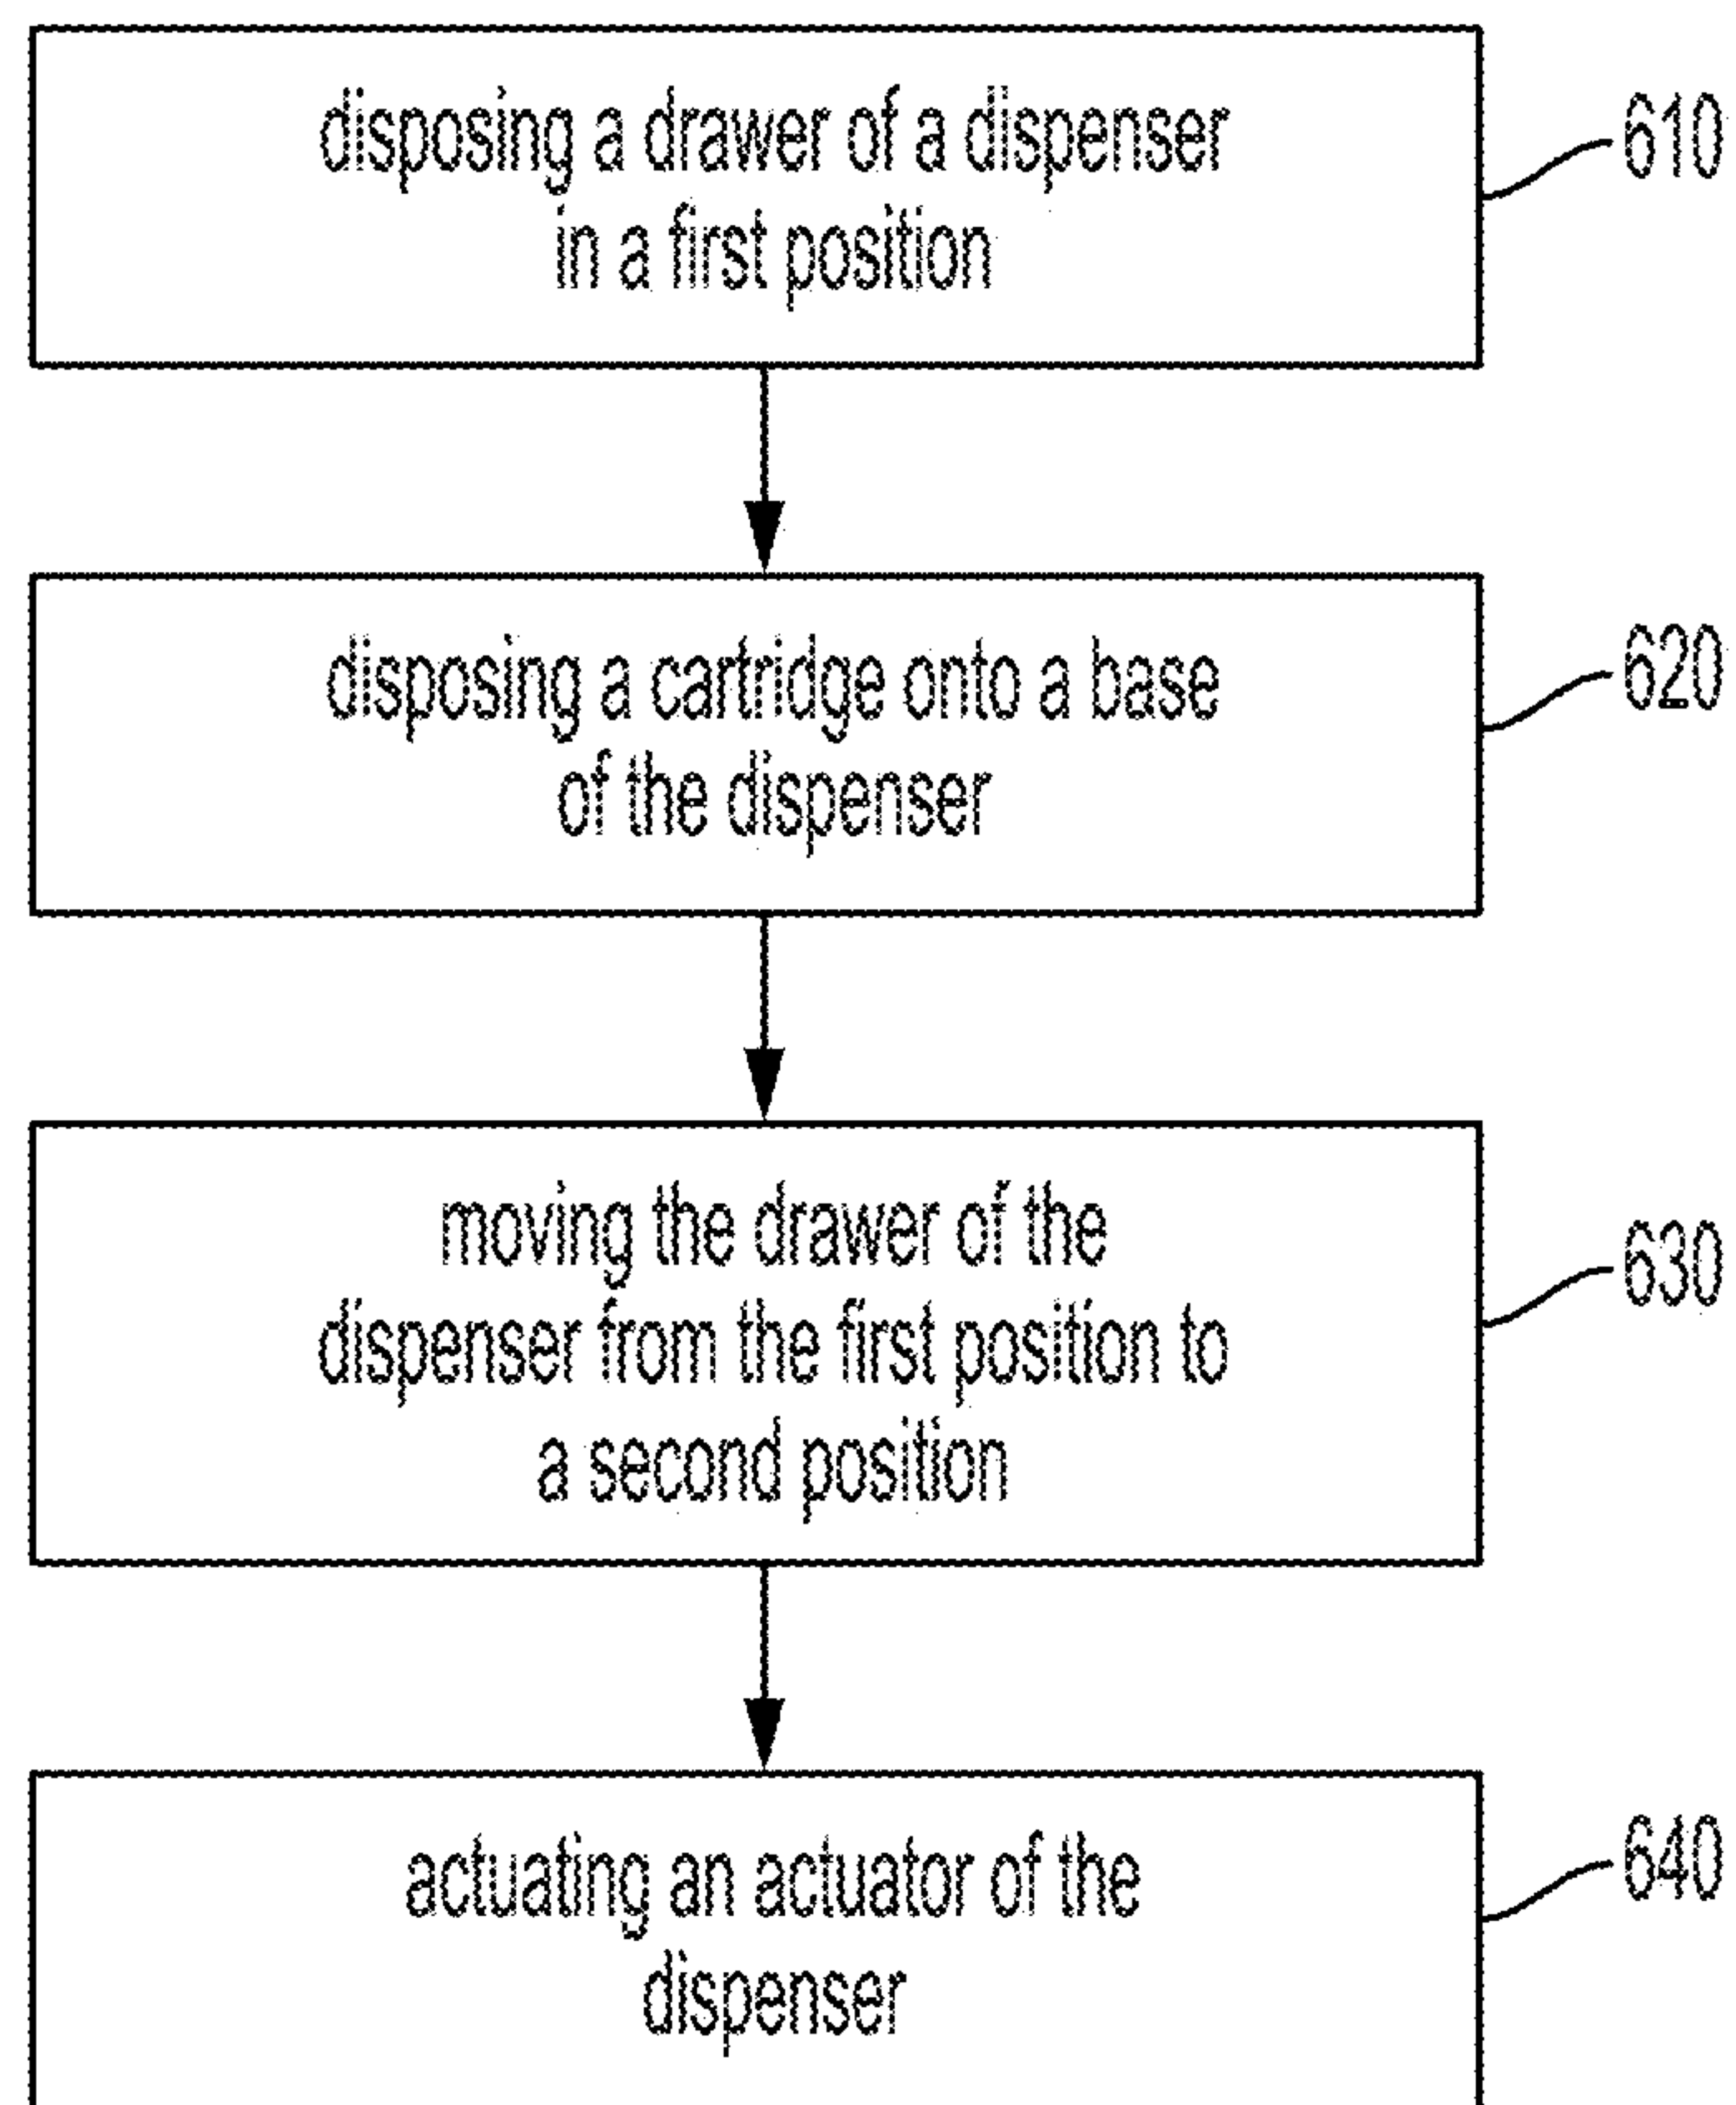 disposing a drawer of a dispenser
in a first position
610
disposing a cartridge onto a base
of the dispenser
620
moving the drawer of the
dispenser from the first position to
a second position
630
actuating an actuator of the
dispenser
640